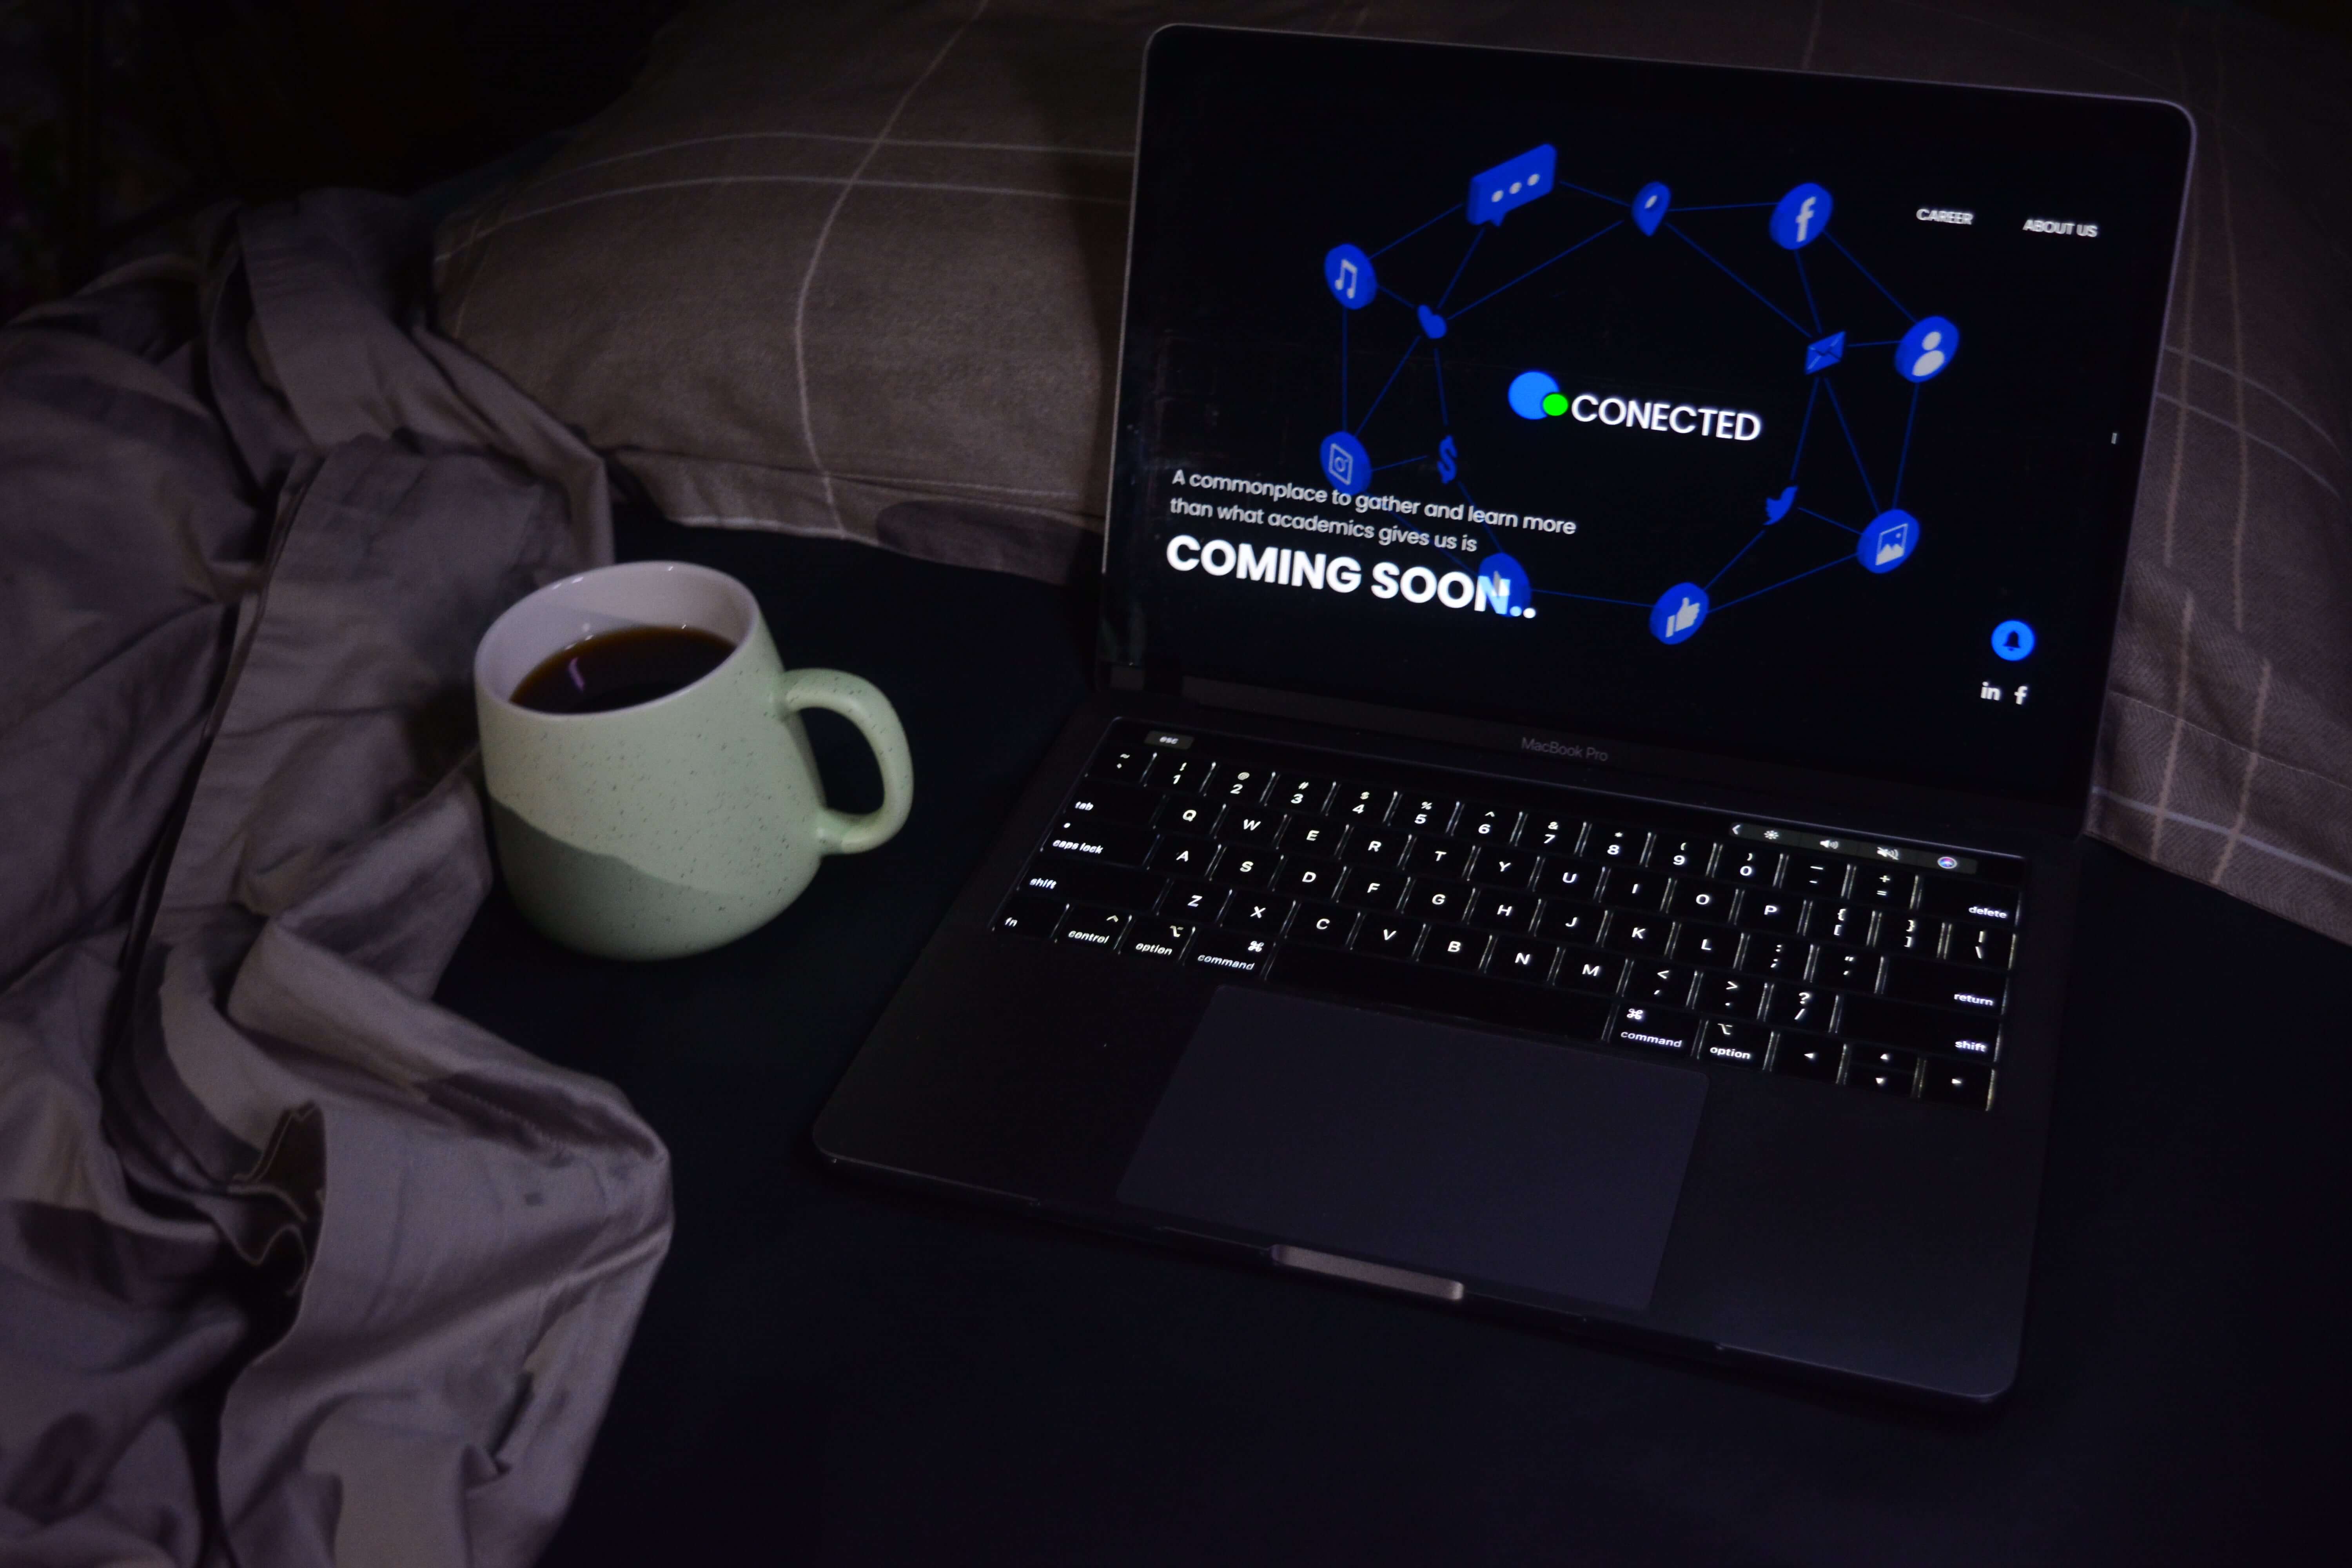 CAREER ABOUT US
CONECTED
A commonplace to gather and learn more
than what academics gives us is
COMING SOON..
in f
MacBook Pro
esc
~ ! @ # $ % ^ & * ( ) _ +
1 2 3 4 5 6 7 8 9 0 - = delete
tab Q W E R T Y U I O P { [ } ] | \
caps lock A S D F G H J K L : ; " ' return
shift Z X C V B N M < , > . ? / shift
fn ^ control ⌥ option ⌘ command ⌘ command ⌥ option ◀ ▲ ▼ ▶